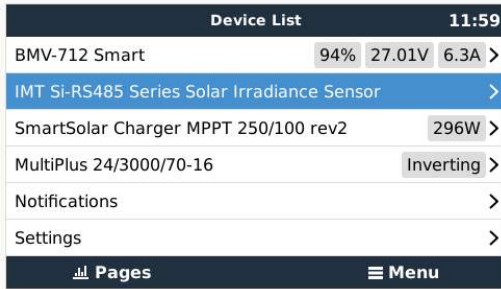 Device List 11:59
BMV-712 Smart 94% 27.01V 6.3A
IMT Si-RS485 Series Solar Irradiance Sensor
SmartSolar Charger MPPT 250/100 rev2 296W
MultiPlus 24/3000/70-16 Inverting
Notifications
Settings
Pages Menu